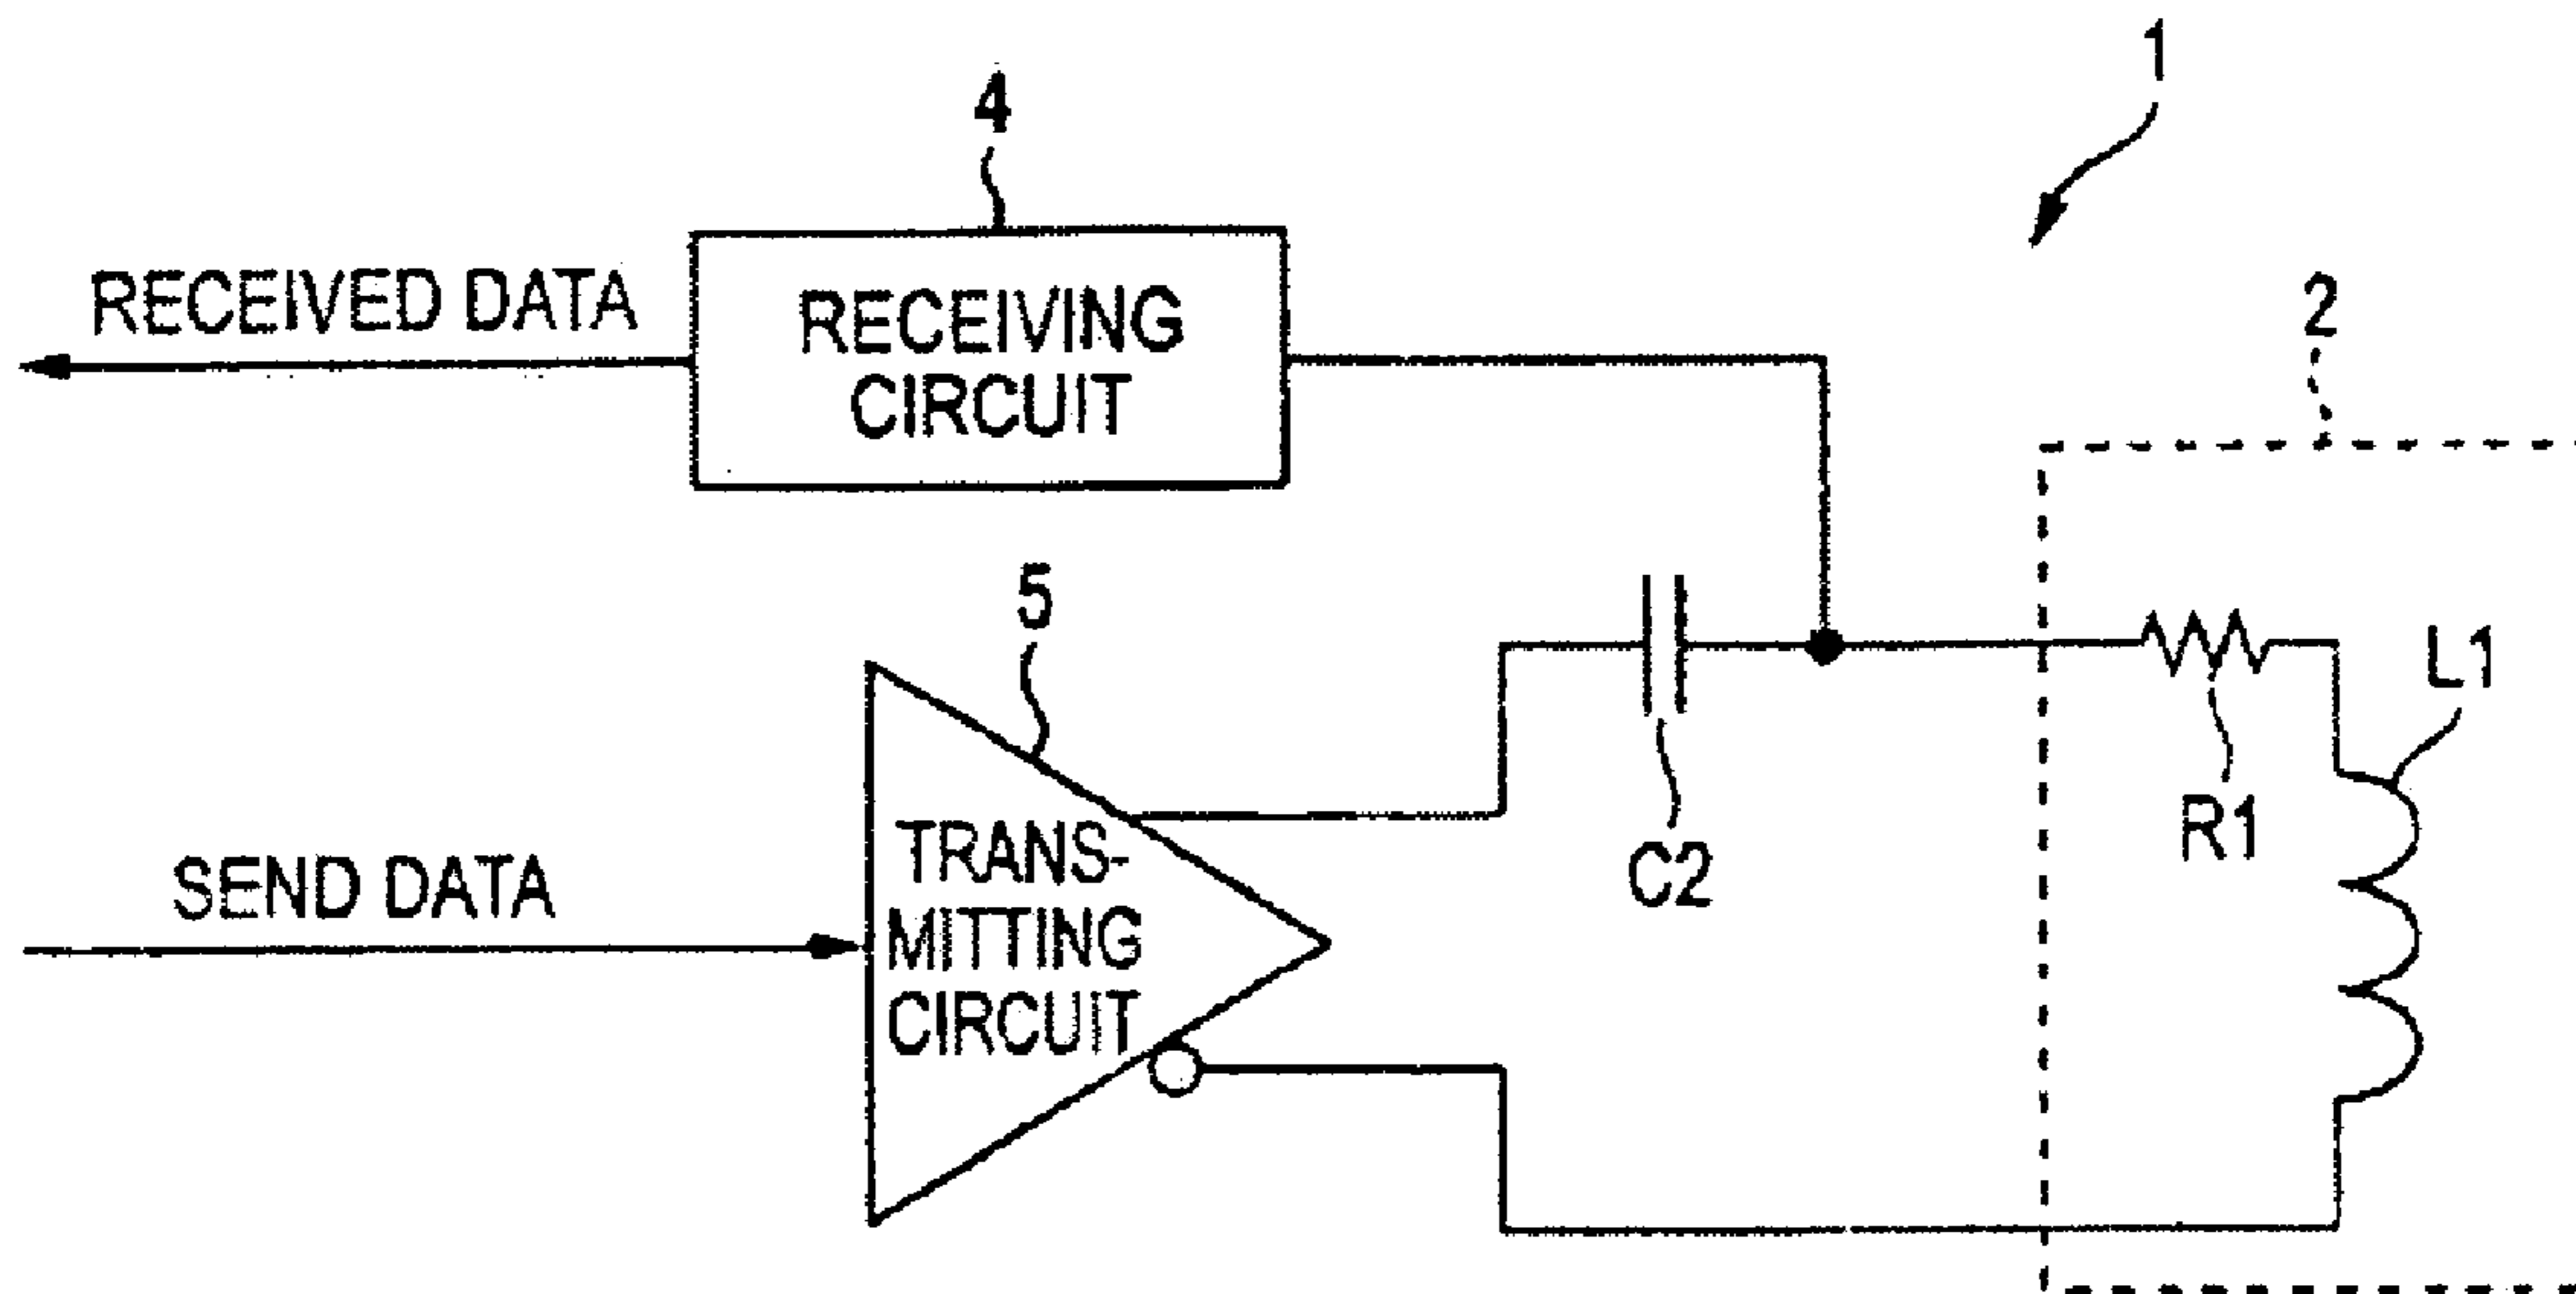 1
4
2
RECEIVED DATA
RECEIVING
CIRCUIT
5
L1
R1
C2
SEND DATA
TRANS-
MITTING
CIRCUIT